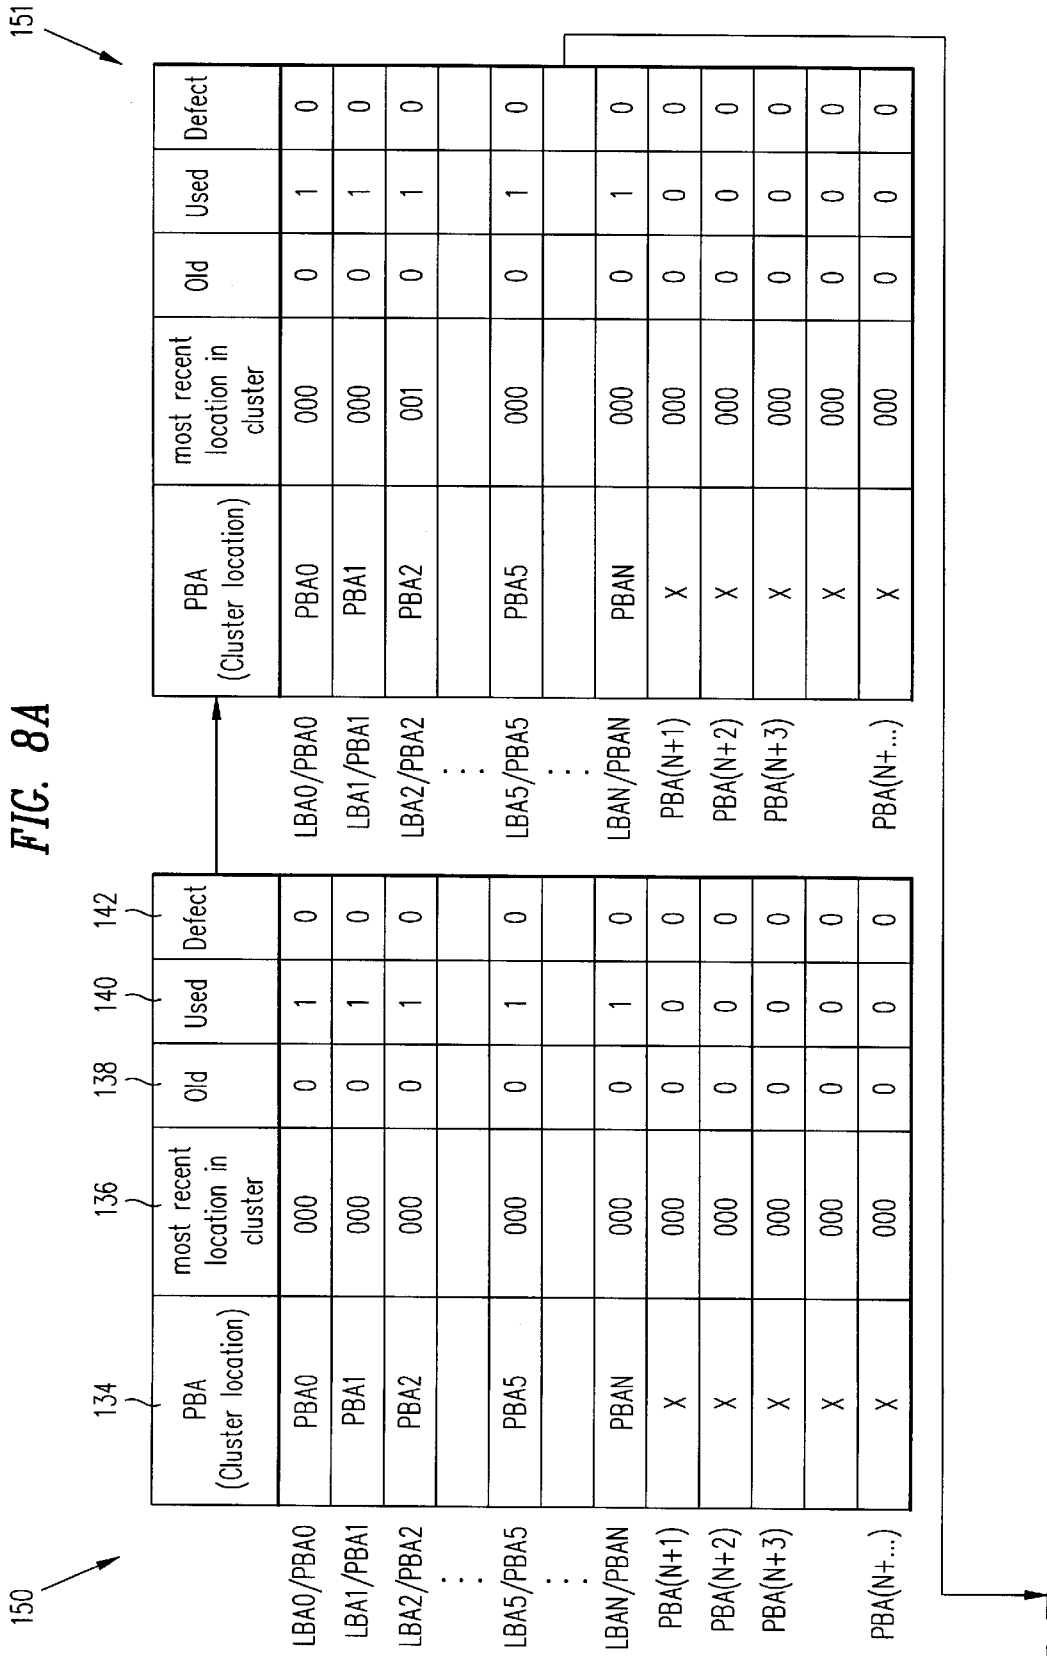 FIG. 8A
150
134 136 138 140 142
PBA (Cluster location) most recent location in cluster Old Used Defect
LBA0/PBA0 PBA0 000 0 1 0
LBA1/PBA1 PBA1 000 0 1 0
LBA2/PBA2 PBA2 000 0 1 0
...
LBA5/PBA5 PBA5 000 0 1 0
...
LBAN/PBAN PBAN 000 0 1 0
PBA(N+1) X 000 0 0 0
PBA(N+2) X 000 0 0 0
PBA(N+3) X 000 0 0 0
X 000 0 0 0
PBA(N+...) X 000 0 0 0
151
PBA (Cluster location) most recent location in cluster Old Used Defect
LBA0/PBA0 PBA0 000 0 1 0
LBA1/PBA1 PBA1 000 0 1 0
LBA2/PBA2 PBA2 001 0 1 0
...
LBA5/PBA5 PBA5 000 0 1 0
...
LBAN/PBAN PBAN 000 0 1 0
PBA(N+1) X 000 0 0 0
PBA(N+2) X 000 0 0 0
PBA(N+3) X 000 0 0 0
X 000 0 0 0
PBA(N+...) X 000 0 0 0